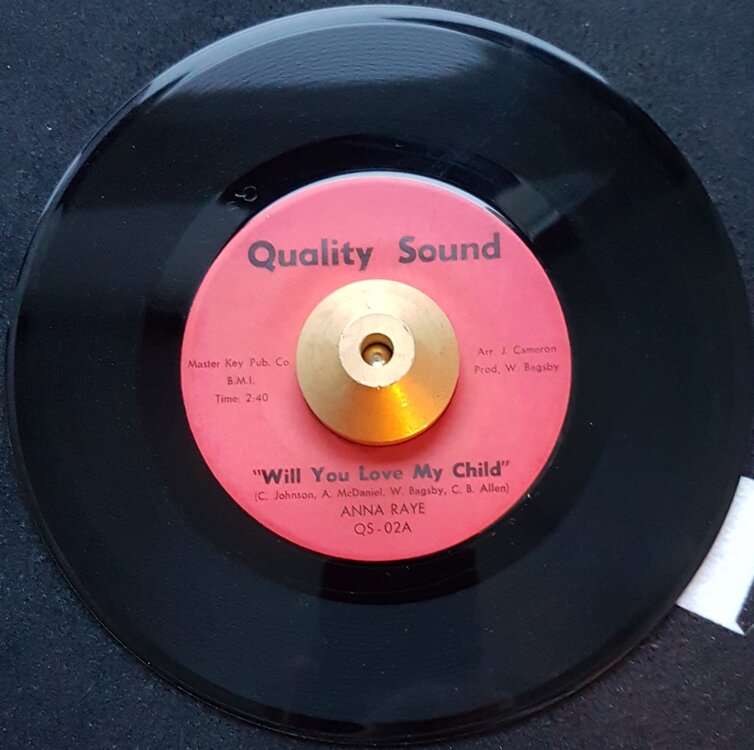 Quality Sound
Master Key Pub. Co.
B.M.I.
Time: 2:40
Arr. J. Cameron
Prod. W. Bagsby
"Will You Love My Child"
(C. Johnson, A. McDaniel, W. Bagsby, C. B. Allen)
ANNA RAYE
QS-02A